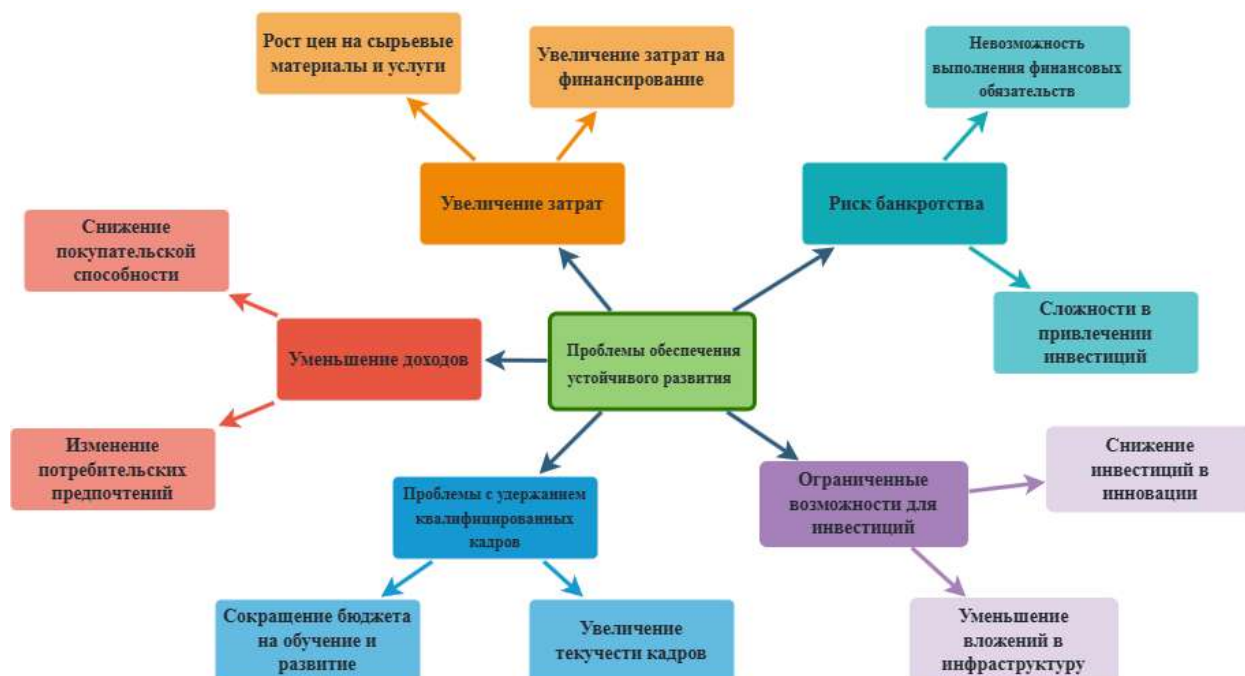 Рост цен на сырьевые
материалы и услуги
Увеличение затрат на
финансирование
Невозможность
выполнения финансовых
обязательств
Увеличение затрат
Риск банкротства
Снижение
покупательской
способности
Сложности в
привлечении
инвестиций
Уменьшение доходов
Проблемы обеспечения
устойчивого развития
Изменение
потребительских
предпочтений
Проблемы с удержанием
квалифицированных
кадров
Ограниченные
возможности для
инвестиций
Снижение
инвестиций в
инновации
Сокращение бюджета
на обучение и
развитие
Увеличение
текучести кадров
Уменьшение
вложений в
инфраструктуру